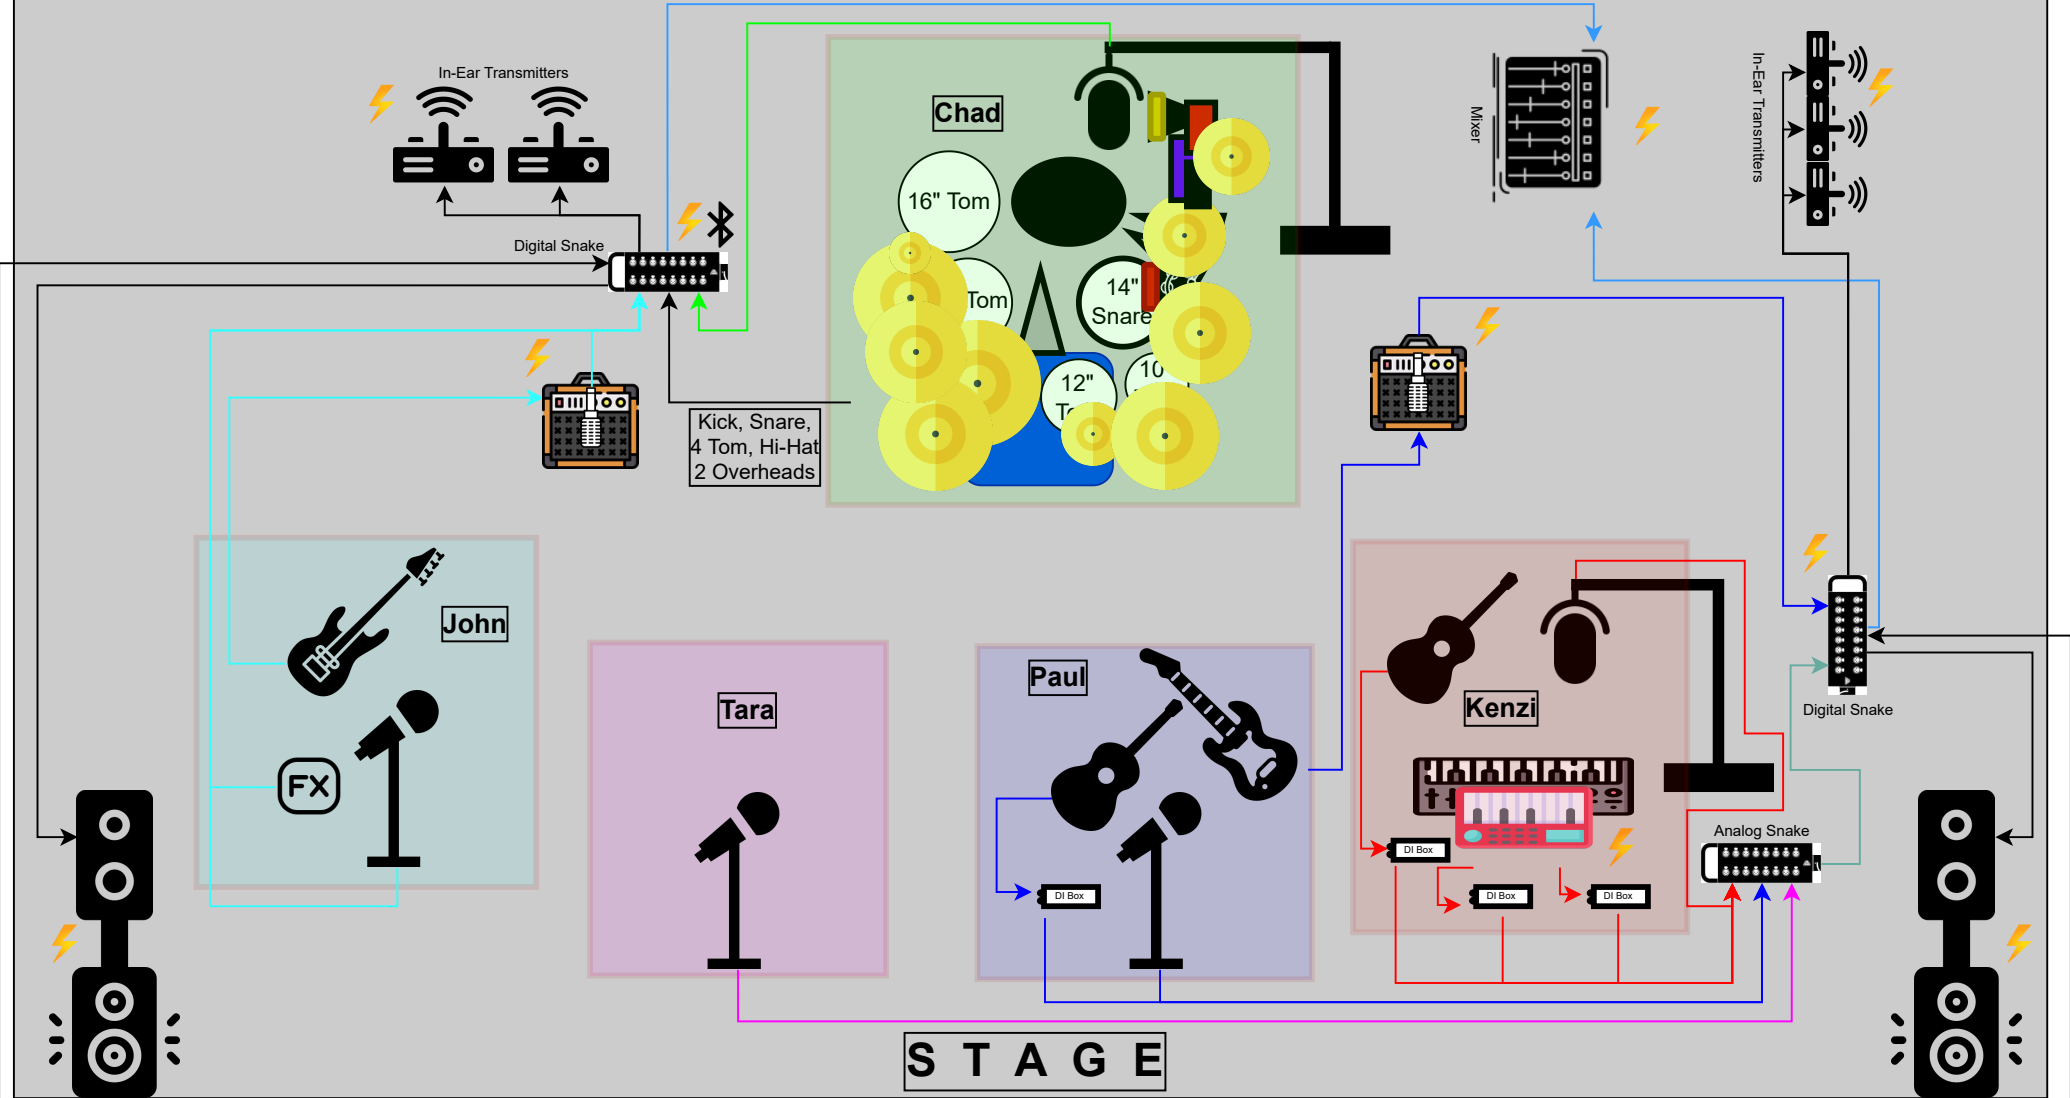 In-Ear Transmitters
Chad
Mixer
In-Ear Transmitters
16" Tom
Digital Snake
Tom
14"
Snare
12"
10
Kick, Snare,
4 Tom, Hi-Hat
2 Overheads
John
Tara
Paul
Kenzi
Digital Snake
FX
Analog Snake
DI Box
DI Box
DI Box
DI Box
S T A G E